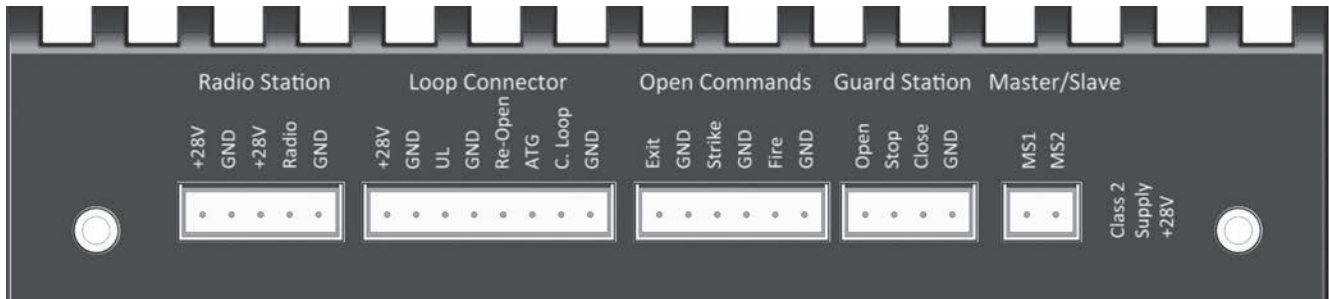 Radio Station
Loop Connector
Open Commands
Guard Station
Master/Slave
+28V
GND
+28V
Radio
GND
+28V
GND
UL
GND
Re-Open
ATG
C. Loop
GND
Exit
GND
Strike
GND
Fire
GND
Open
Stop
Close
GND
MS1
MS2
Class 2
Supply
+28V